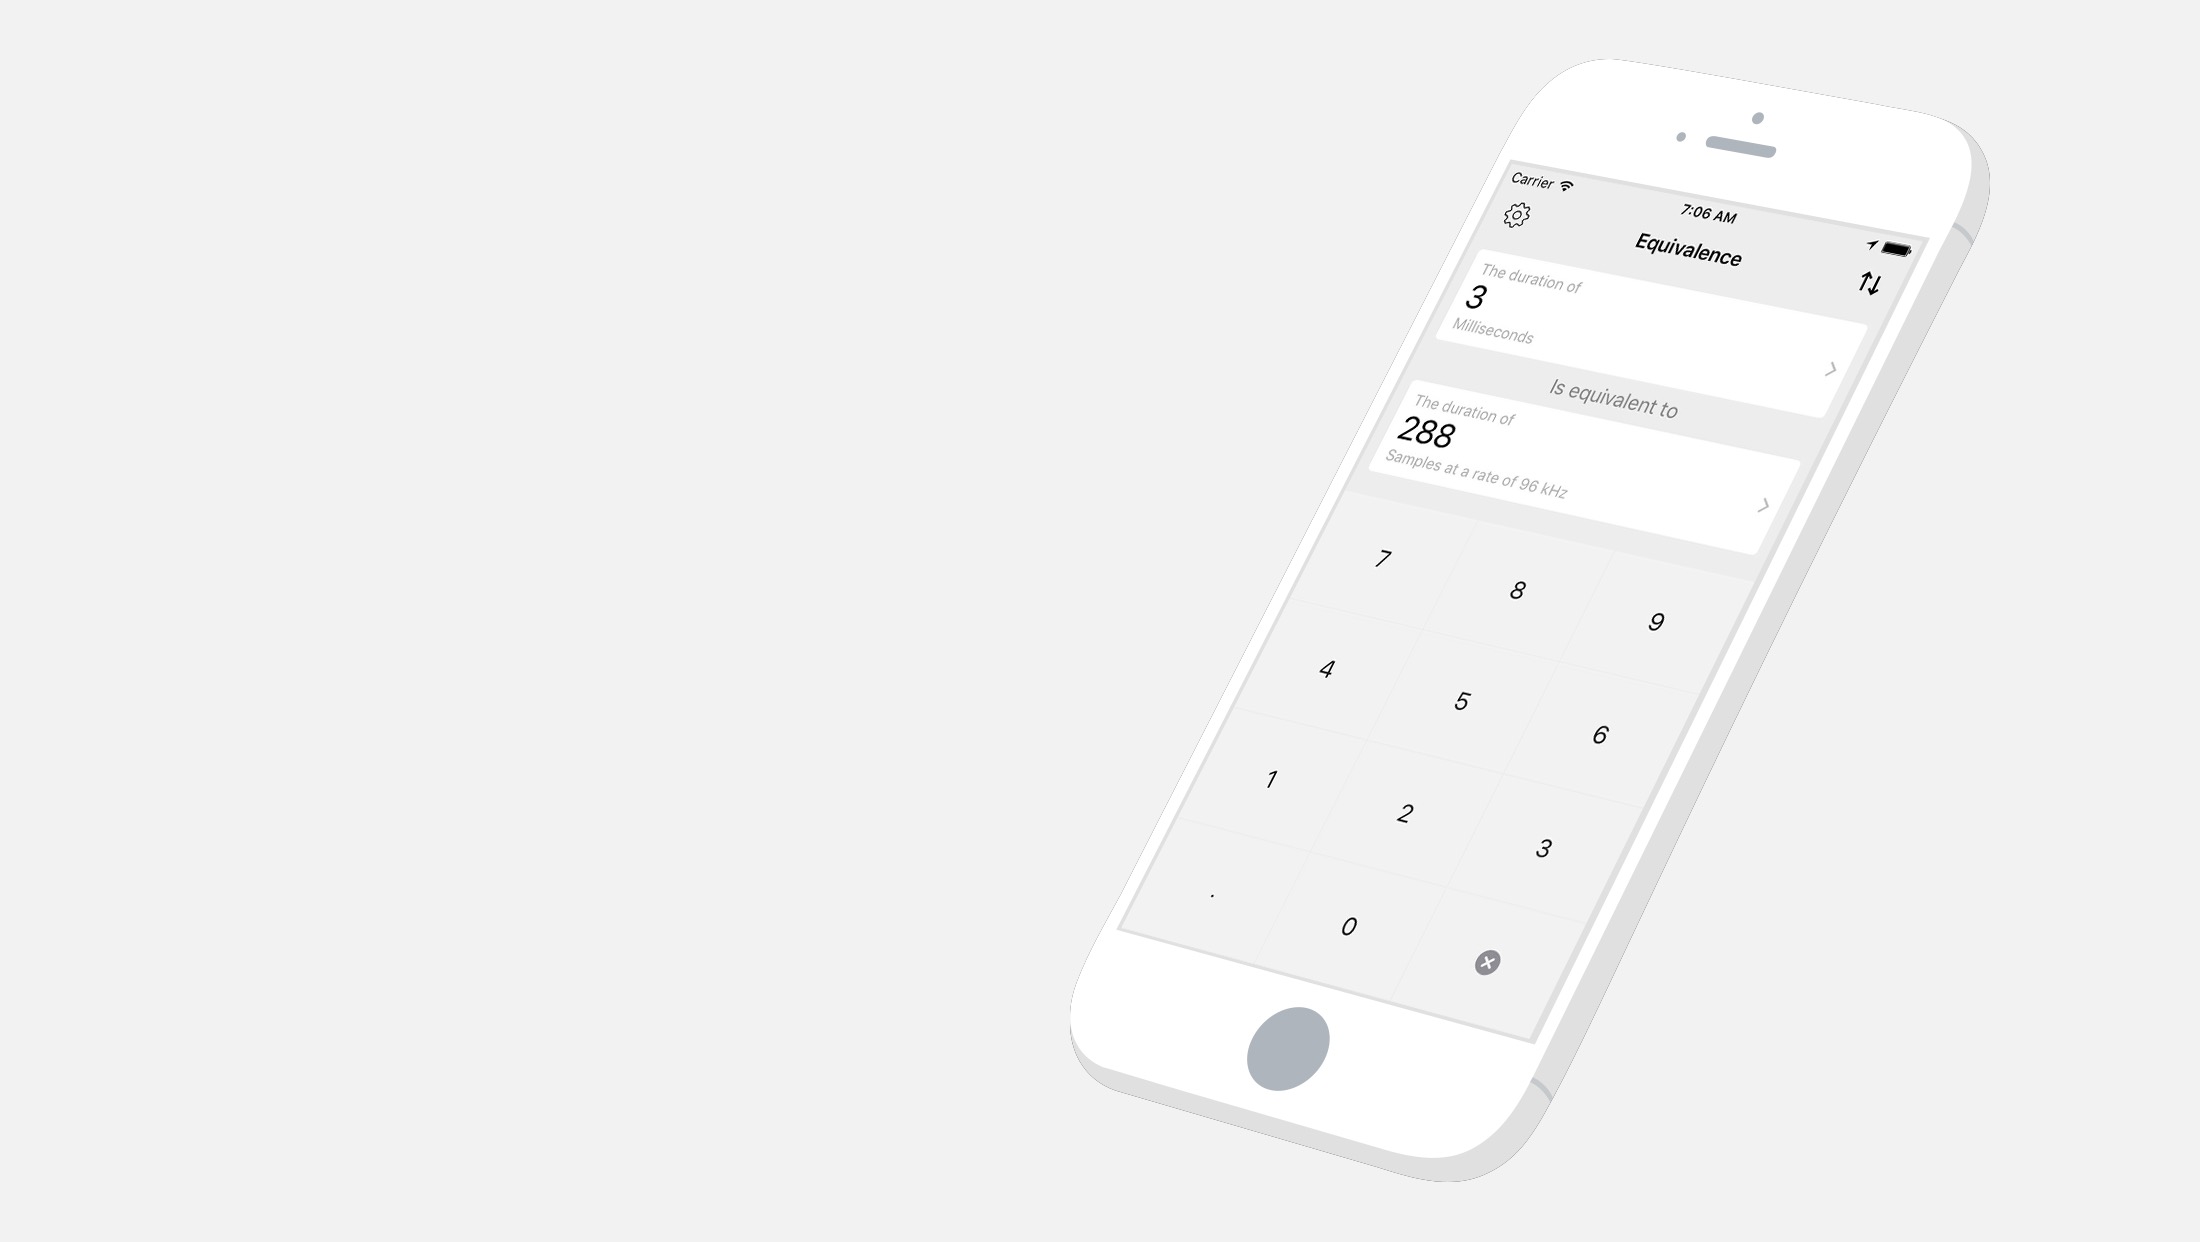 Carrier
7:06 AM
Equivalence
The duration of
3
Milliseconds
Is equivalent to
The duration of
288
Samples at a rate of 96 kHz
7 8 9
4 5 6
1 2 3
. 0